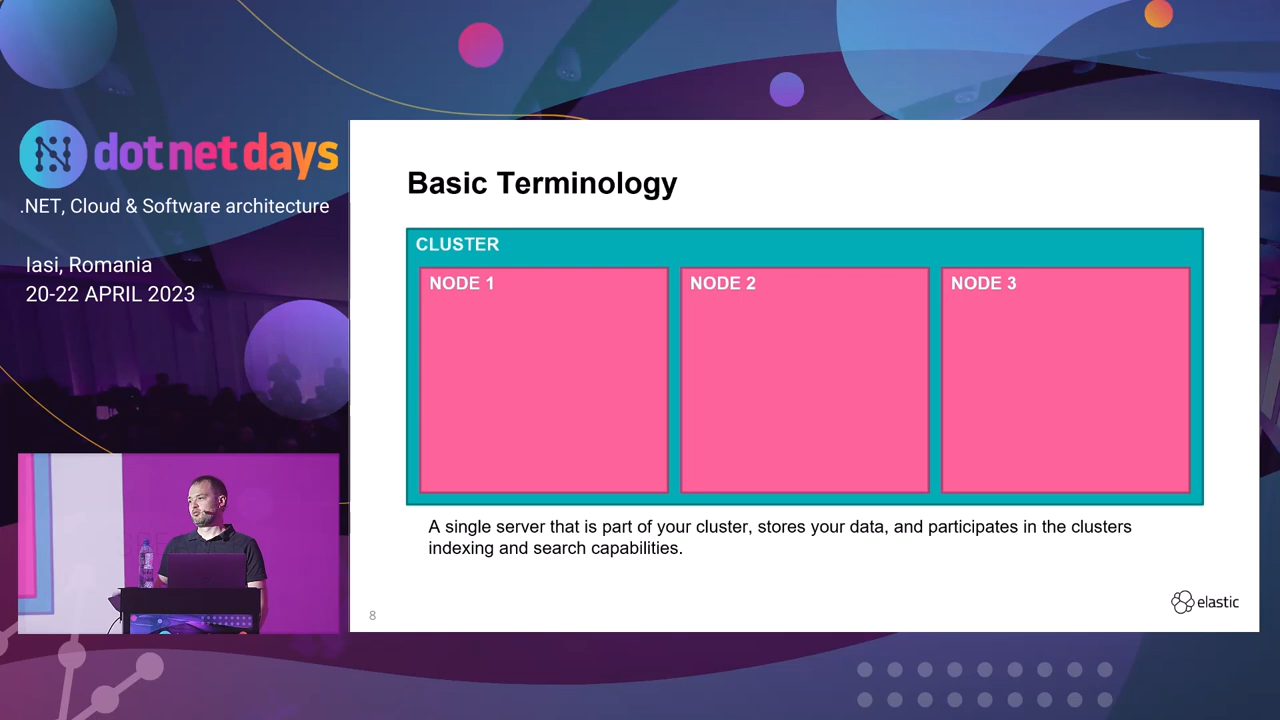 dotnetdays
.NET, Cloud & Software architecture
Iasi, Romania
20-22 APRIL 2023
Basic Terminology
CLUSTER
NODE 1
NODE 2
NODE 3
A single server that is part of your cluster, stores your data, and participates in the clusters
indexing and search capabilities.
8
elastic